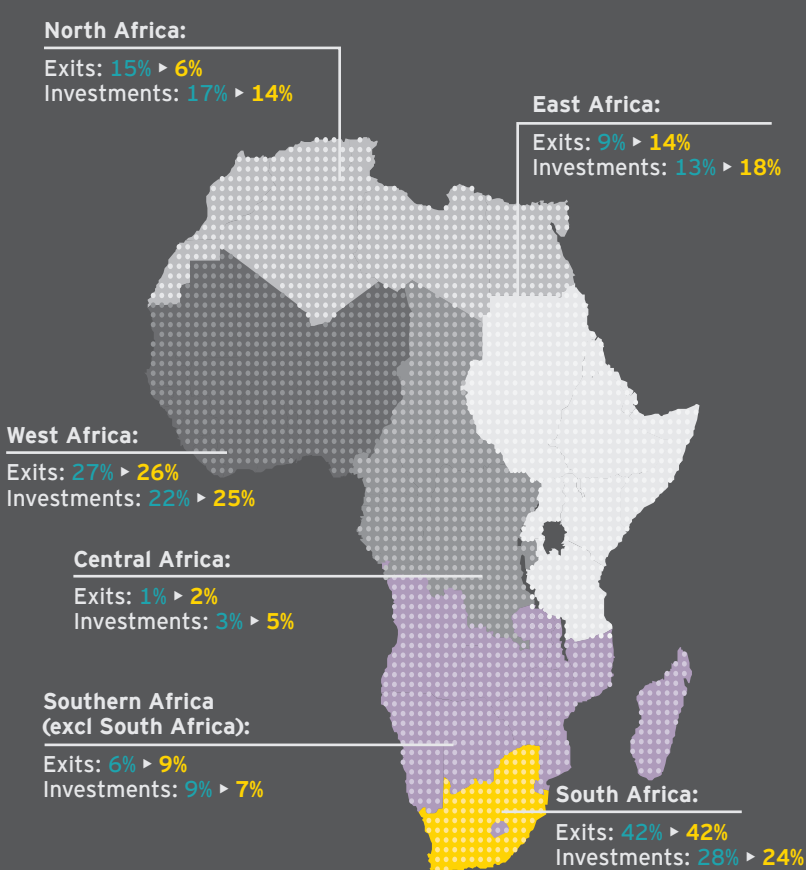 North Africa:
Exits: 15% ▸ 6%
Investments: 17% ▸ 14%
East Africa:
Exits: 9% ▸ 14%
Investments: 13% ▸ 18%
West Africa:
Exits: 27% ▸ 26%
Investments: 22% ▸ 25%
Central Africa:
Exits: 1% ▸ 2%
Investments: 3% ▸ 5%
Southern Africa
(excl South Africa):
Exits: 6% ▸ 9%
Investments: 9% ▸ 7%
South Africa:
Exits: 42% ▸ 42%
Investments: 28% ▸ 24%